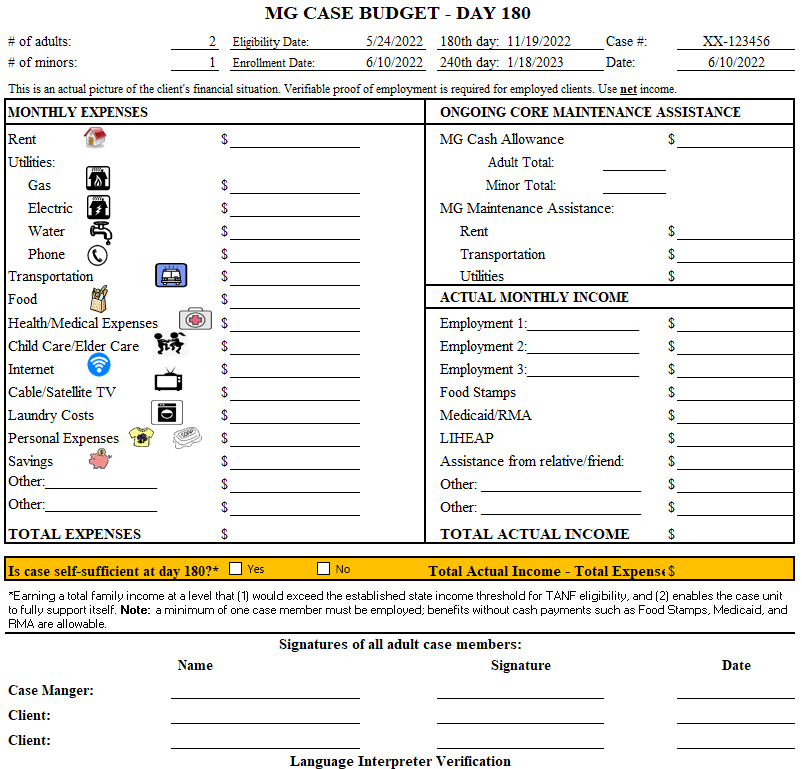 MG CASE BUDGET - DAY 180
# of adults: 2 Eligibility Date: 5/24/2022 180th day: 11/19/2022 Case #: XX-123456
# of minors: 1 Enrollment Date: 6/10/2022 240th day: 1/18/2023 Date: 6/10/2022
This is an actual picture of the client's financial situation. Verifiable proof of employment is required for employed clients. Use net income.
MONTHLY EXPENSES
Rent $
Utilities:
Gas $
Electric $
Water $
Phone $
Transportation $
Food $
Health/Medical Expenses $
Child Care/Elder Care $
Internet $
Cable/Satellite TV $
Laundry Costs $
Personal Expenses $
SOAP
Savings $
Other:______________ $
Other:______________ $
TOTAL EXPENSES $
ONGOING CORE MAINTENANCE ASSISTANCE
MG Cash Allowance $
Adult Total:
Minor Total:
MG Maintenance Assistance:
Rent $
Transportation $
Utilities $
ACTUAL MONTHLY INCOME
Employment 1:______________ $
Employment 2:______________ $
Employment 3:______________ $
Food Stamps $
Medicaid/RMA $
LIHEAP $
Assistance from relative/friend: $
Other: ____________________ $
Other: ____________________ $
TOTAL ACTUAL INCOME $
Is case self-sufficient at day 180?* Yes No Total Actual Income - Total Expense $
*Earning a total family income at a level that (1) would exceed the established state income threshold for TANF eligibility, and (2) enables the case unit
to fully support itself. Note: a minimum of one case member must be employed; benefits without cash payments such as Food Stamps, Medicaid, and
RMA are allowable.
Signatures of all adult case members:
Name Signature Date
Case Manger:
Client:
Client:
Language Interpreter Verification